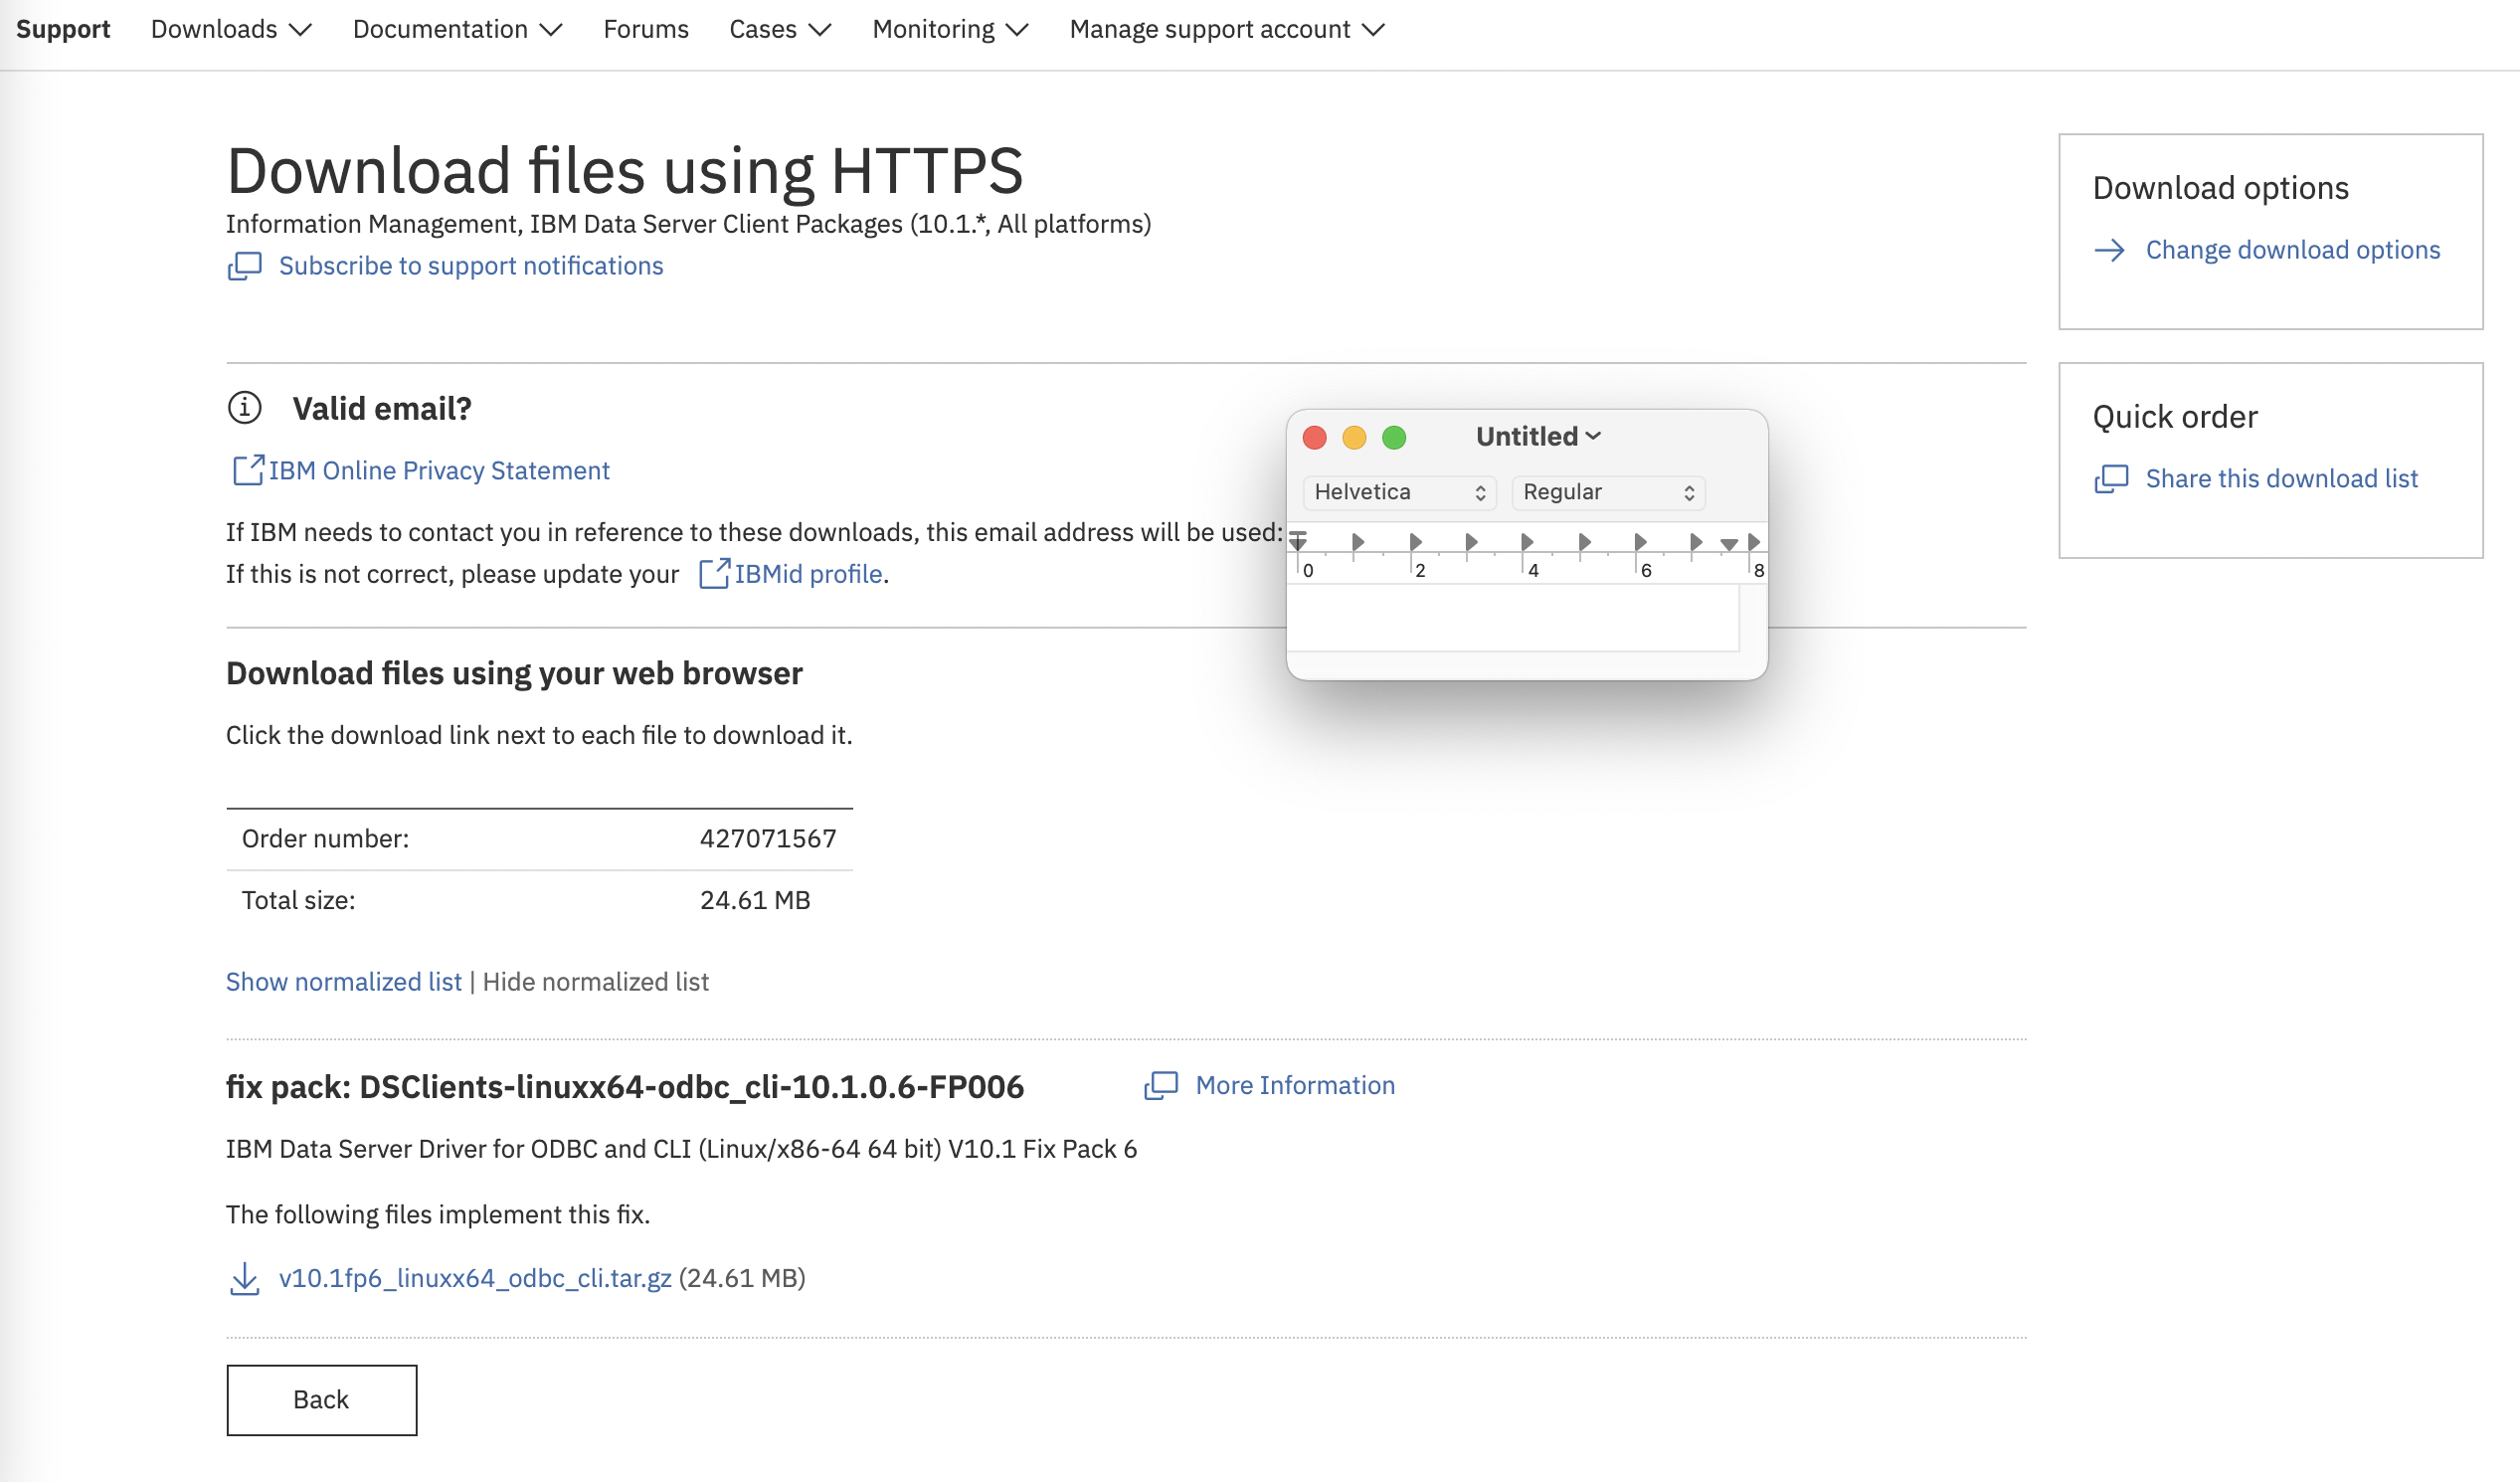 Support Downloads Documentation Forums Cases Monitoring Manage support account
Download files using HTTPS
Information Management, IBM Data Server Client Packages (10.1.*, All platforms)
Subscribe to support notifications
Download options
Change download options
Valid email?
IBM Online Privacy Statement
If IBM needs to contact you in reference to these downloads, this email address will be used:
If this is not correct, please update your IBMid profile.
Untitled
Helvetica Regular
0 2 4 6 8
Quick order
Share this download list
Download files using your web browser
Click the download link next to each file to download it.
Order number: 427071567
Total size: 24.61 MB
Show normalized list | Hide normalized list
fix pack: DSClients-linuxx64-odbc_cli-10.1.0.6-FP006 More Information
IBM Data Server Driver for ODBC and CLI (Linux/x86-64 64 bit) V10.1 Fix Pack 6
The following files implement this fix.
v10.1fp6_linuxx64_odbc_cli.tar.gz (24.61 MB)
Back